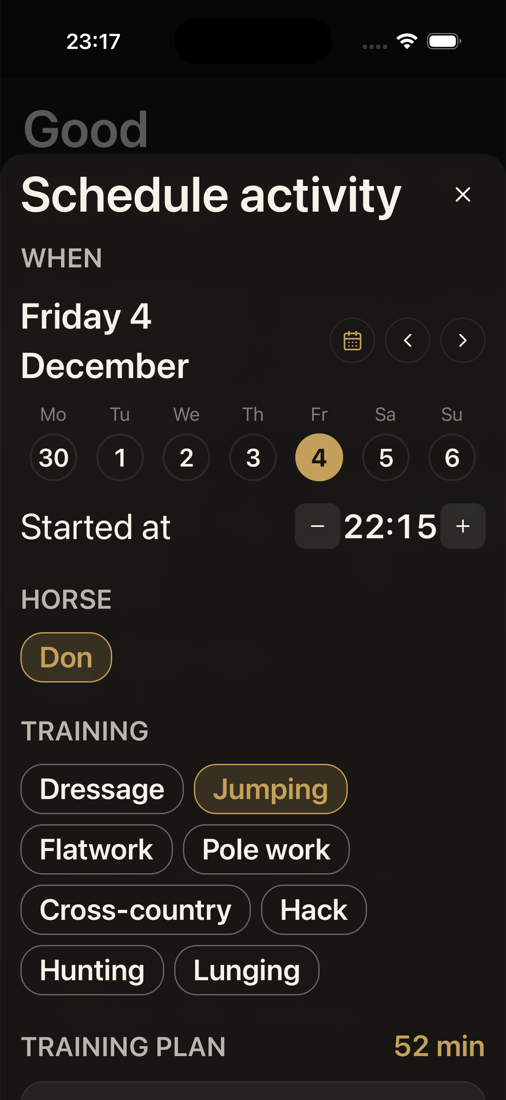 23:17
Good
Schedule activity
WHEN
Friday 4
December
Mo Tu We Th Fr Sa Su
30 1 2 3 4 5 6
Started at − 22:15 +
HORSE
Don
TRAINING
Dressage Jumping
Flatwork Pole work
Cross-country Hack
Hunting Lunging
TRAINING PLAN 52 min